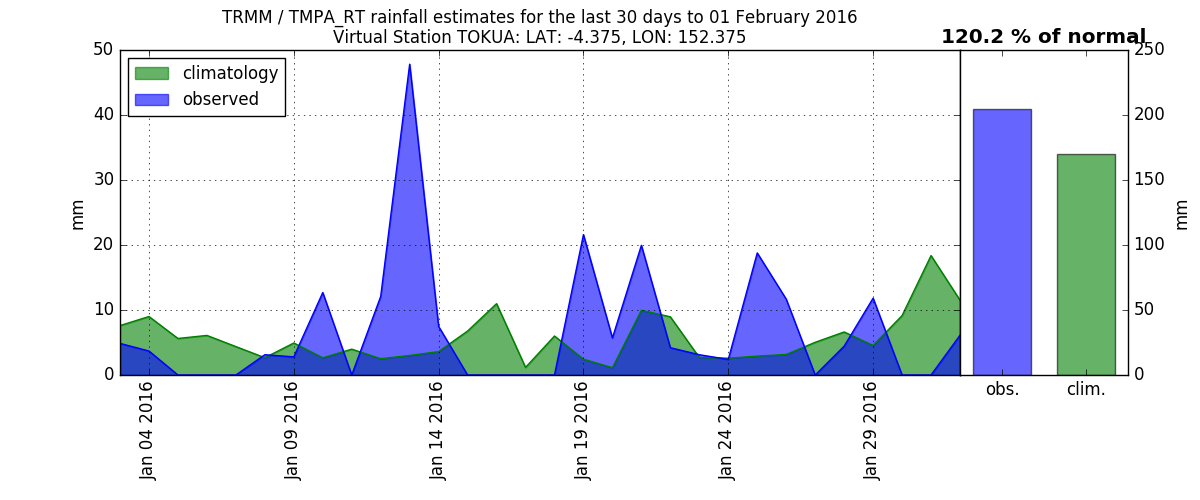 TRMM / TMPA_RT rainfall estimates for the last 30 days to 01 February 2016
Virtual Station TOKUA: LAT: -4.375, LON: 152.375
120.2 % of normal
climatology
observed
50
40
30
20
10
0
mm
Jan 04 2016
Jan 09 2016
Jan 14 2016
Jan 19 2016
Jan 24 2016
Jan 29 2016
obs.
clim.
250
200
150
100
50
0
mm